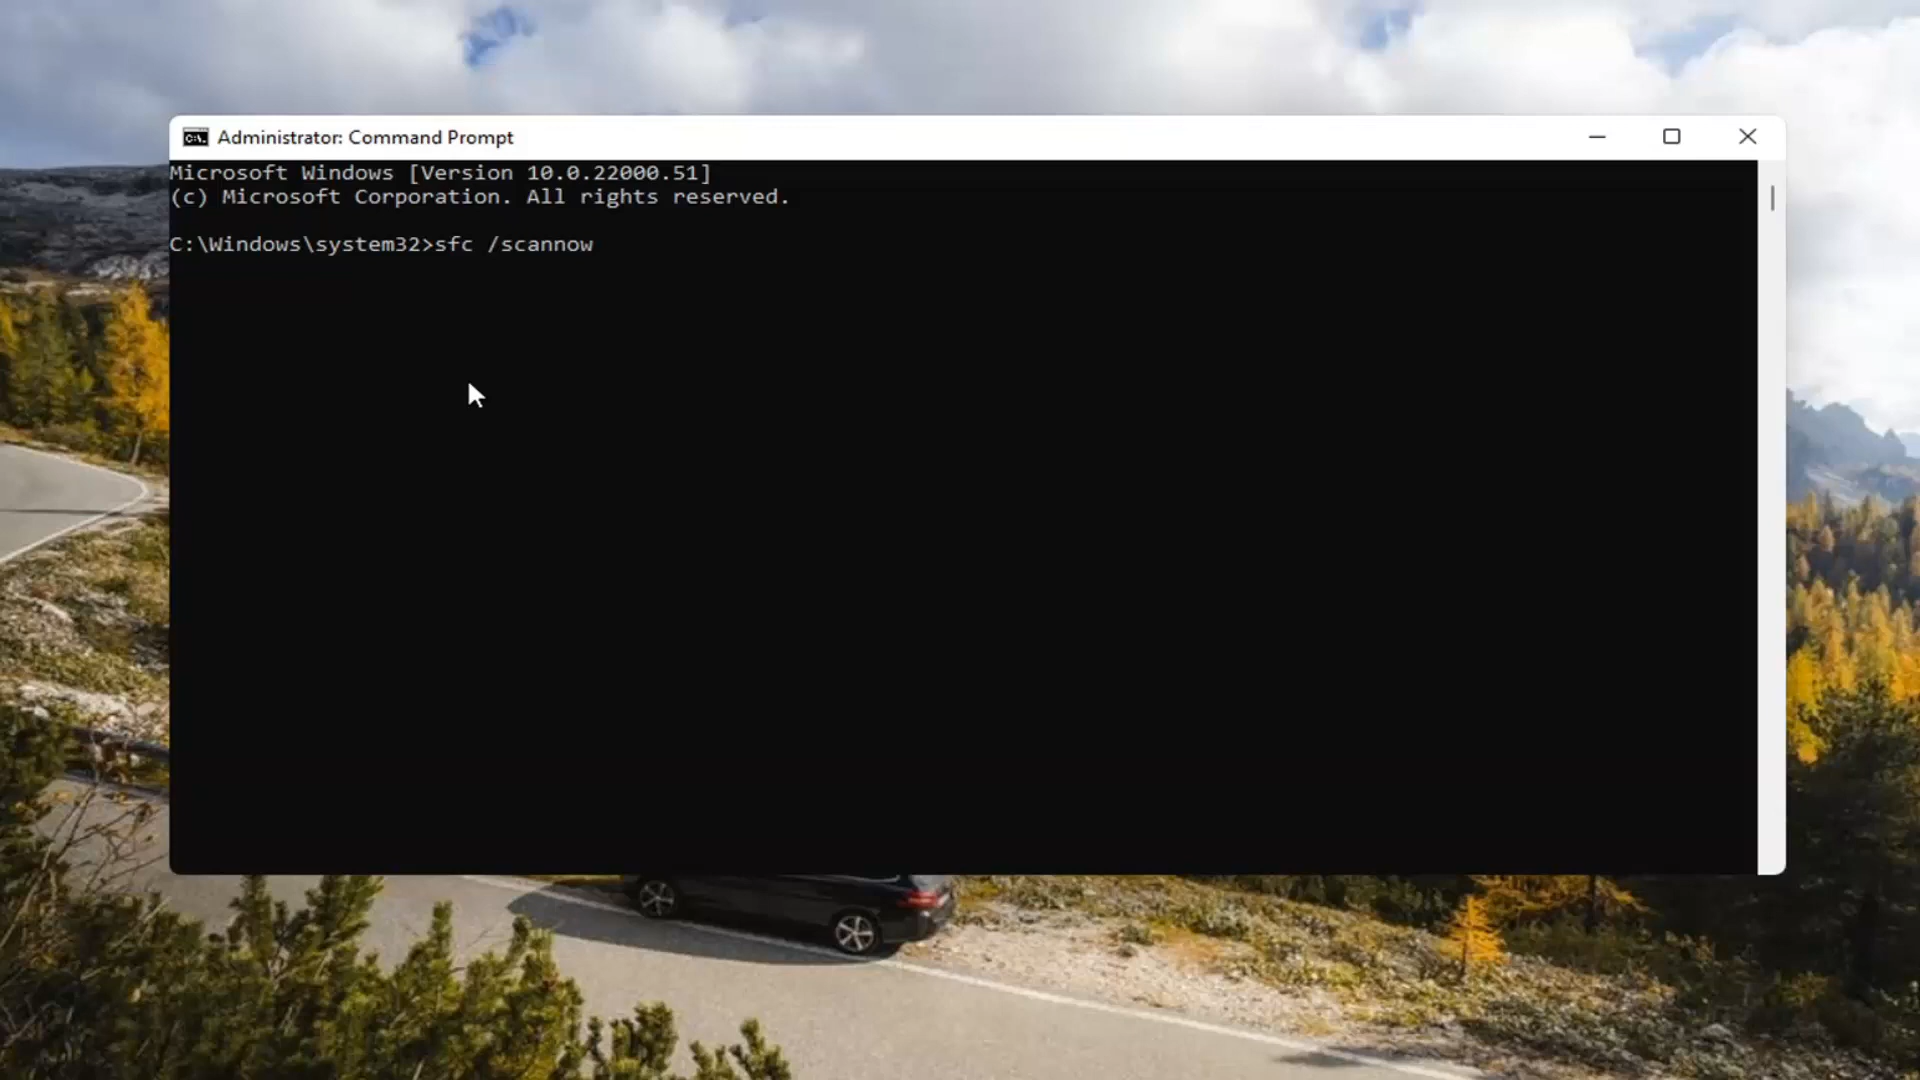 Administrator: Command Prompt
Microsoft Windows [Version 10.0.22000.51]
(c) Microsoft Corporation. All rights reserved.
C:\Windows\system32>sfc /scannow